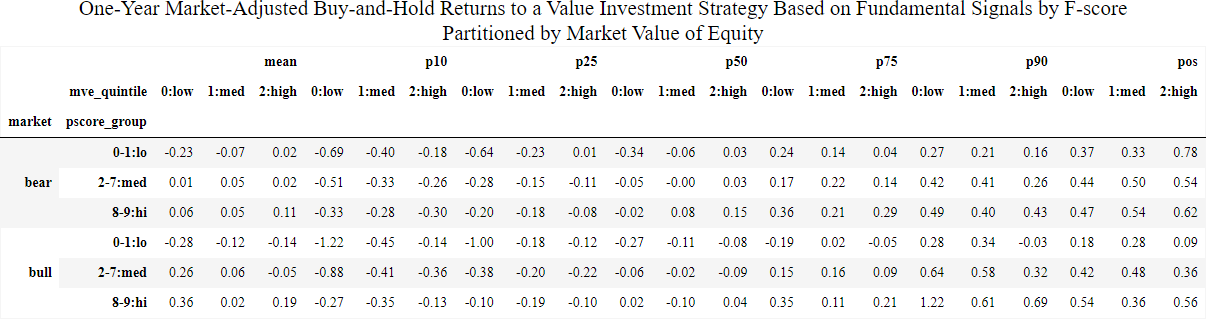 One-Year Market-Adjusted Buy-and-Hold Returns to a Value Investment Strategy Based on Fundamental Signals by F-score
Partitioned by Market Value of Equity
mean p10 p25 p50 p75 p90 pos
mve_quintile 0:low 1:med 2:high 0:low 1:med 2:high 0:low 1:med 2:high 0:low 1:med 2:high 0:low 1:med 2:high 0:low 1:med 2:high 0:low 1:med 2:high
market pscore_group
0-1:lo -0.23 -0.07 0.02 -0.69 -0.40 -0.18 -0.64 -0.23 0.01 -0.34 -0.06 0.03 0.24 0.14 0.04 0.27 0.21 0.16 0.37 0.33 0.78
bear 2-7:med 0.01 0.05 0.02 -0.51 -0.33 -0.26 -0.28 -0.15 -0.11 -0.05 -0.00 0.03 0.17 0.22 0.14 0.42 0.41 0.26 0.44 0.50 0.54
8-9:hi 0.06 0.05 0.11 -0.33 -0.28 -0.30 -0.20 -0.18 -0.08 -0.02 0.08 0.15 0.36 0.21 0.29 0.49 0.40 0.43 0.47 0.54 0.62
0-1:lo -0.28 -0.12 -0.14 -1.22 -0.45 -0.14 -1.00 -0.18 -0.12 -0.27 -0.11 -0.08 -0.19 0.02 -0.05 0.28 0.34 -0.03 0.18 0.28 0.09
bull 2-7:med 0.26 0.06 -0.05 -0.88 -0.41 -0.36 -0.38 -0.20 -0.22 -0.06 -0.02 -0.09 0.15 0.16 0.09 0.64 0.58 0.32 0.42 0.48 0.36
8-9:hi 0.36 0.02 0.19 -0.27 -0.35 -0.13 -0.10 -0.19 -0.10 0.02 -0.10 0.04 0.35 0.11 0.21 1.22 0.61 0.69 0.54 0.36 0.56